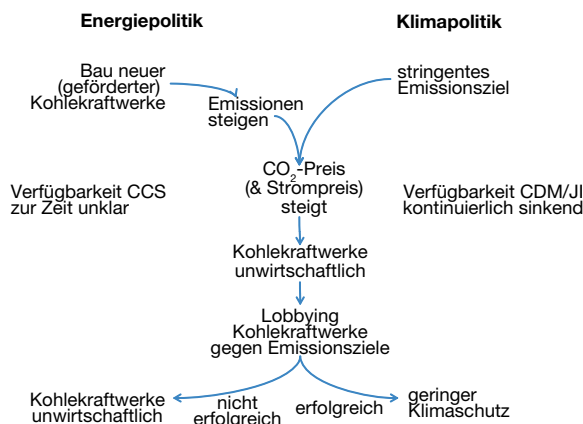 Energiepolitik
Klimapolitik
Bau neuer
(geförderter)
Kohlekraftwerke
Emissionen
steigen
stringentes
Emissionsziel
CO₂-Preis
(& Strompreis)
steigt
Verfügbarkeit CCS
zur Zeit unklar
Verfügbarkeit CDM/JI
kontinuierlich sinkend
Kohlekraftwerke
unwirtschaftlich
Lobbying
Kohlekraftwerke
gegen Emissionsziele
Kohlekraftwerke
unwirtschaftlich
nicht
erfolgreich
erfolgreich
geringer
Klimaschutz